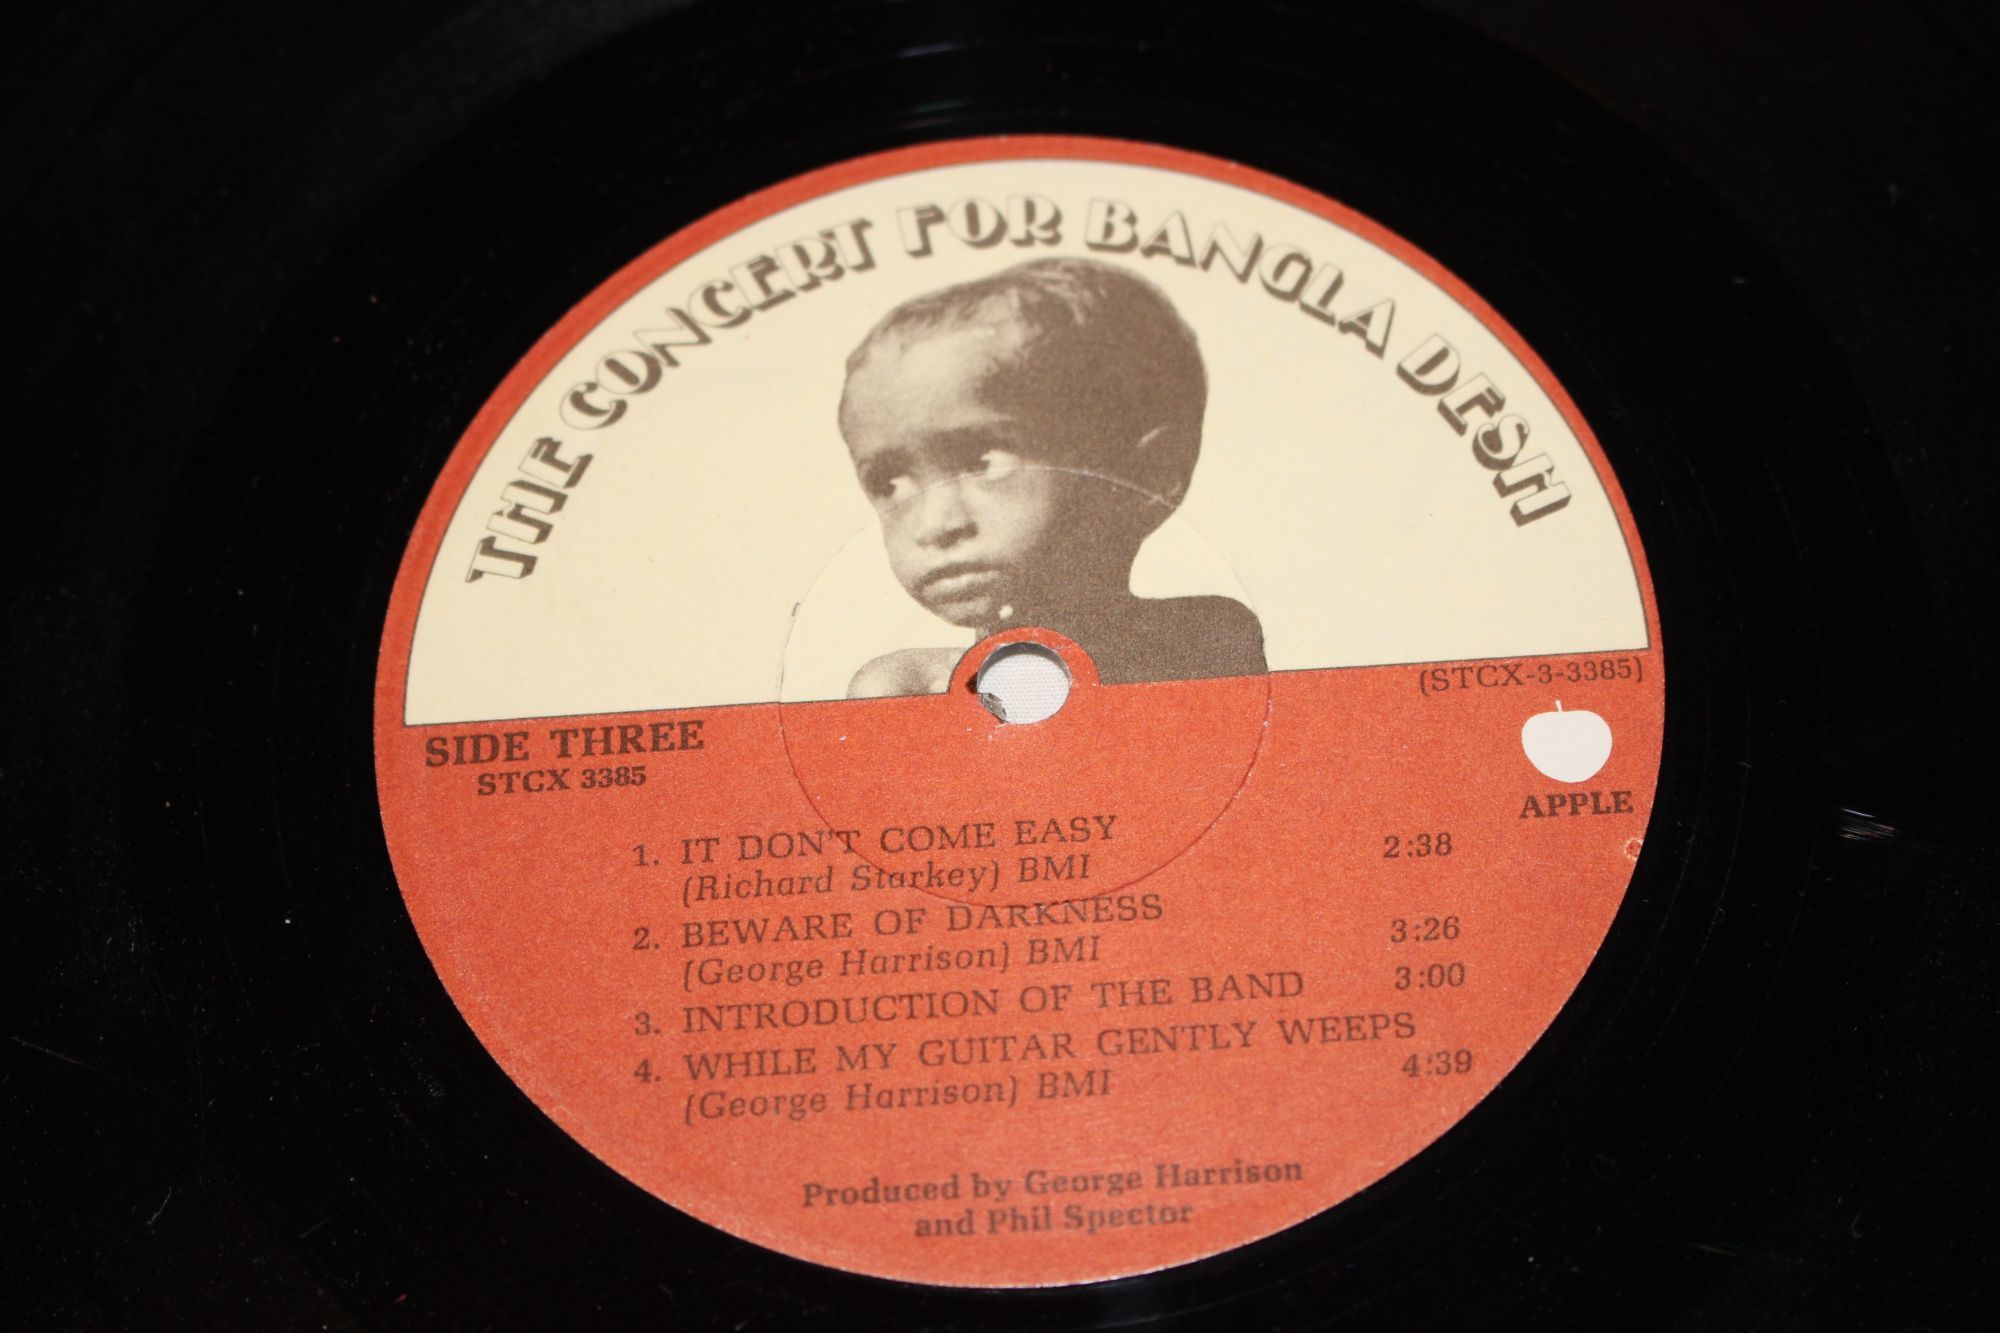 THE CONCERT FOR BANGLA DESH
(STCX-3-3385)
SIDE THREE
STCX 3385
APPLE
1. IT DON'T COME EASY 2:38
(Richard Starkey) BMI
2. BEWARE OF DARKNESS 3:26
(George Harrison) BMI
3. INTRODUCTION OF THE BAND 3:00
4. WHILE MY GUITAR GENTLY WEEPS
(George Harrison) BMI 4:39
Produced by George Harrison
and Phil Spector